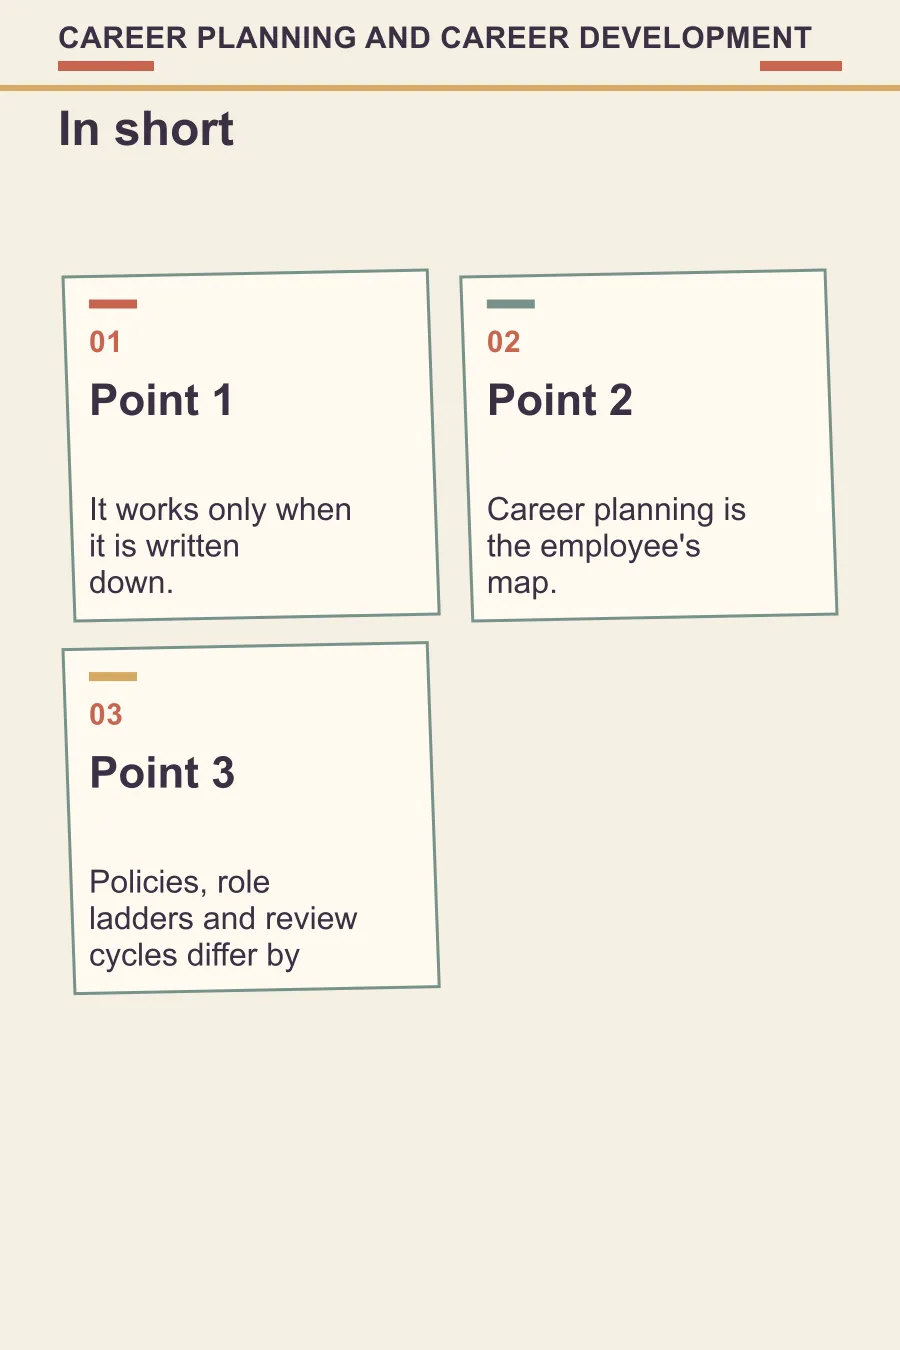 CAREER PLANNING AND CAREER DEVELOPMENT
In short
01
Point 1
It works only when
it is written
down.
02
Point 2
Career planning is
the employee's
map.
03
Point 3
Policies, role
ladders and review
cycles differ by